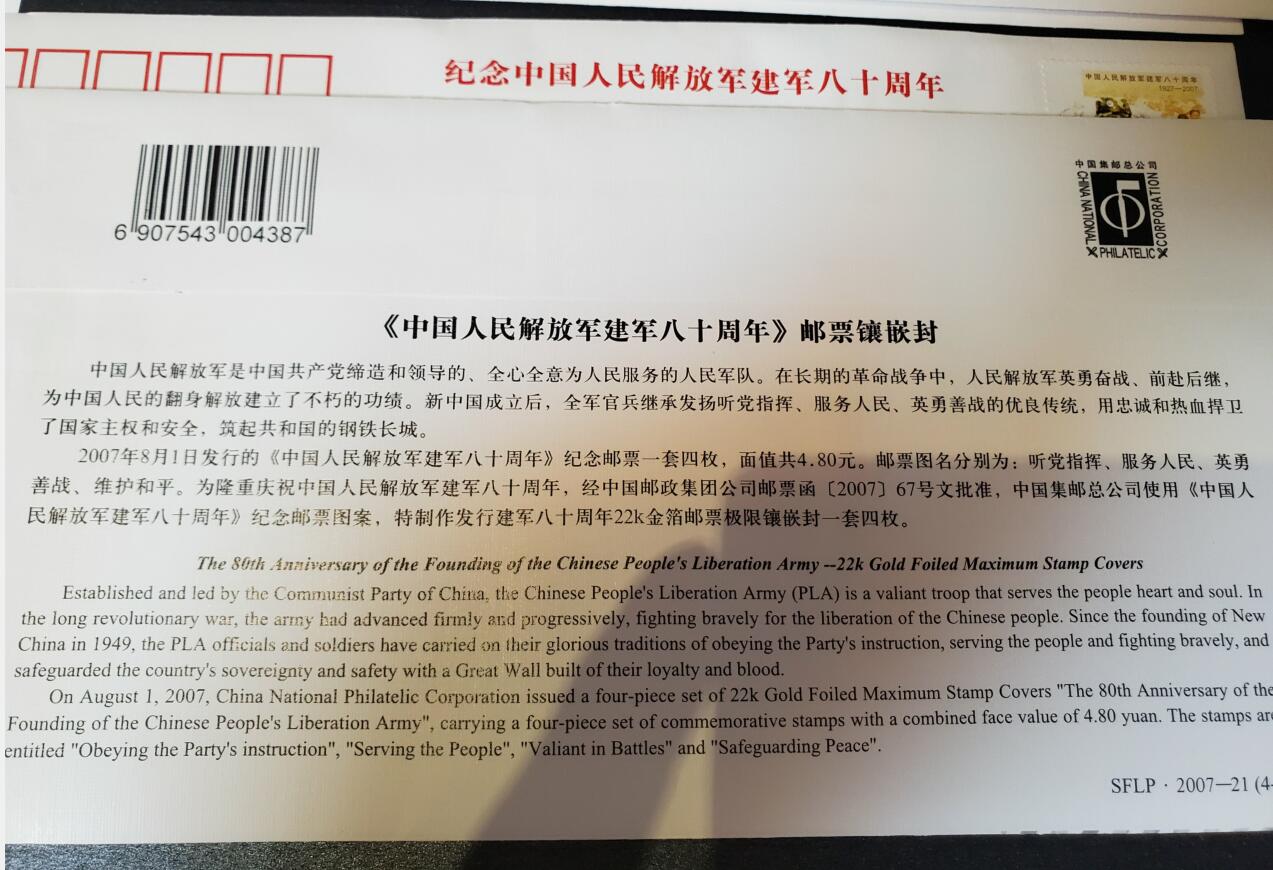 纪念中国人民解放军建军八十周年
中国人民解放军建军八十周年
1927—2007
6 907543 004387
中国集邮总公司
CHINA NATIONAL PHILATELIC CORPORATION
《中国人民解放军建军八十周年》邮票镶嵌封
中国人民解放军是中国共产党缔造和领导的、全心全意为人民服务的人民军队。在长期的革命战争中，人民解放军英勇奋战、前赴后继，
为中国人民的翻身解放建立了不朽的功绩。新中国成立后，全军官兵继承发扬听党指挥、服务人民、英勇善战的优良传统，用忠诚和热血捍卫
了国家主权和安全，筑起共和国的钢铁长城。
2007年8月1日发行的《中国人民解放军建军八十周年》纪念邮票一套四枚，面值共4.80元。邮票图名分别为：听党指挥、服务人民、英勇
善战、维护和平。为隆重庆祝中国人民解放军建军八十周年，经中国邮政集团公司邮票函〔2007〕67号文批准，中国集邮总公司使用《中国人
民解放军建军八十周年》纪念邮票图案，特制作发行建军八十周年22k金箔邮票极限镶嵌封一套四枚。
The 80th Anniversary of the Founding of the Chinese People's Liberation Army --22k Gold Foiled Maximum Stamp Covers
Established and led by the Communist Party of China, the Chinese People's Liberation Army (PLA) is a valiant troop that serves the people heart and soul. In
the long revolutionary war, the army had advanced firmly and progressively, fighting bravely for the liberation of the Chinese people. Since the founding of New
China in 1949, the PLA officials and soldiers have carried on their glorious traditions of obeying the Party's instruction, serving the people and fighting bravely, and
safeguarded the country's sovereignty and safety with a Great Wall built of their loyalty and blood.
On August 1, 2007, China National Philatelic Corporation issued a four-piece set of 22k Gold Foiled Maximum Stamp Covers "The 80th Anniversary of the
Founding of the Chinese People's Liberation Army", carrying a four-piece set of commemorative stamps with a combined face value of 4.80 yuan. The stamps are
entitled "Obeying the Party's instruction", "Serving the People", "Valiant in Battles" and "Safeguarding Peace".
SFLP · 2007—21 (4-